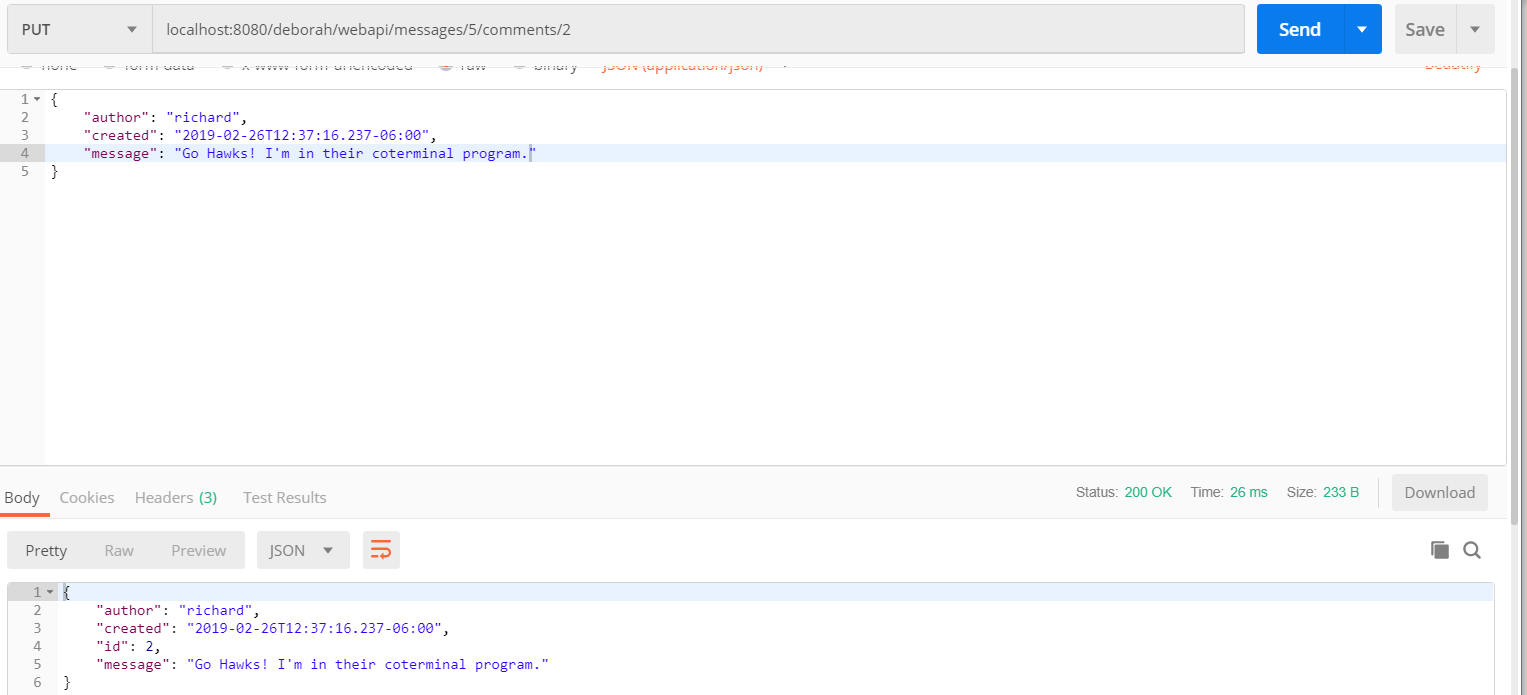 PUT localhost:8080/deborah/webapi/messages/5/comments/2 Send Save
none form-data x-www-form-urlencoded raw binary JSON (application/json) Beautify
1 {
2 "author": "richard",
3 "created": "2019-02-26T12:37:16.237-06:00",
4 "message": "Go Hawks! I'm in their coterminal program."
5 }
Body Cookies Headers (3) Test Results Status: 200 OK Time: 26 ms Size: 233 B Download
Pretty Raw Preview JSON
1 {
2 "author": "richard",
3 "created": "2019-02-26T12:37:16.237-06:00",
4 "id": 2,
5 "message": "Go Hawks! I'm in their coterminal program."
6 }